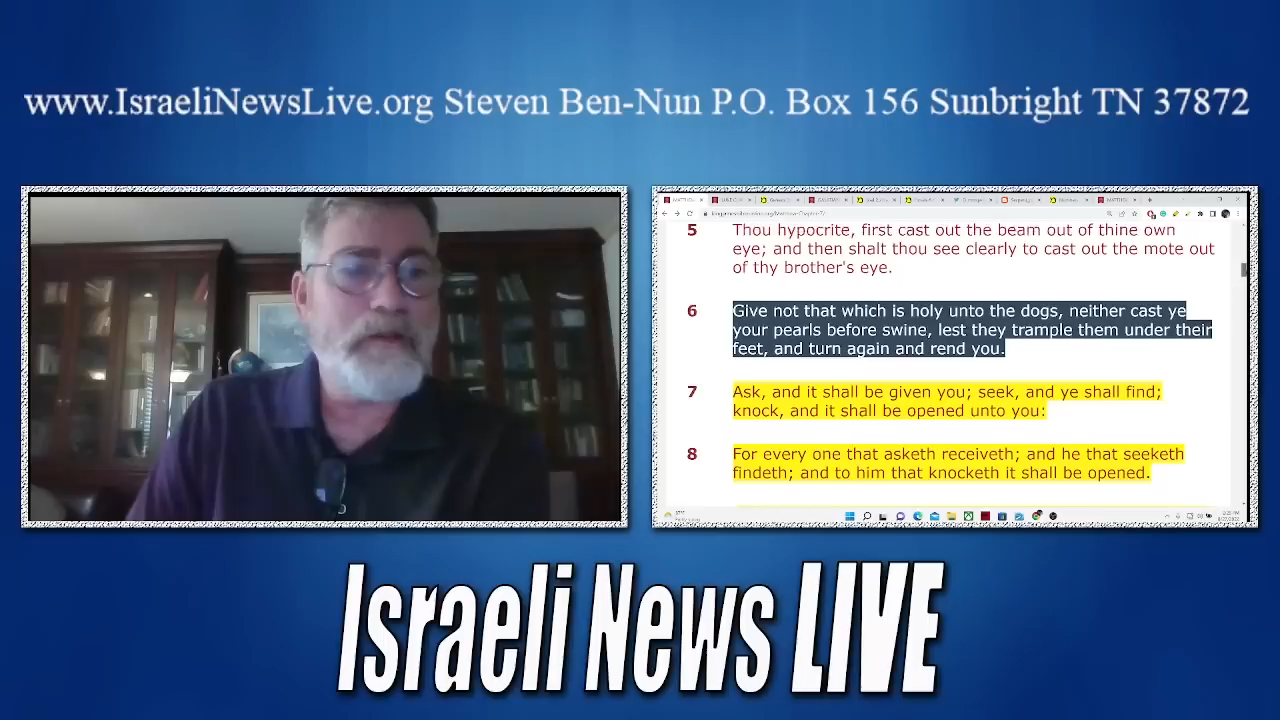 www.IsraeliNewsLive.org Steven Ben-Nun P.O. Box 156 Sunbright TN 37872
5 Thou hypocrite, first cast out the beam out of thine own
eye; and then shalt thou see clearly to cast out the mote out
of thy brother's eye.
6 Give not that which is holy unto the dogs, neither cast ye
your pearls before swine, lest they trample them under their
feet, and turn again and rend you.
7 Ask, and it shall be given you; seek, and ye shall find;
knock, and it shall be opened unto you:
8 For every one that asketh receiveth; and he that seeketh
findeth; and to him that knocketh it shall be opened.
Israeli News LIVE